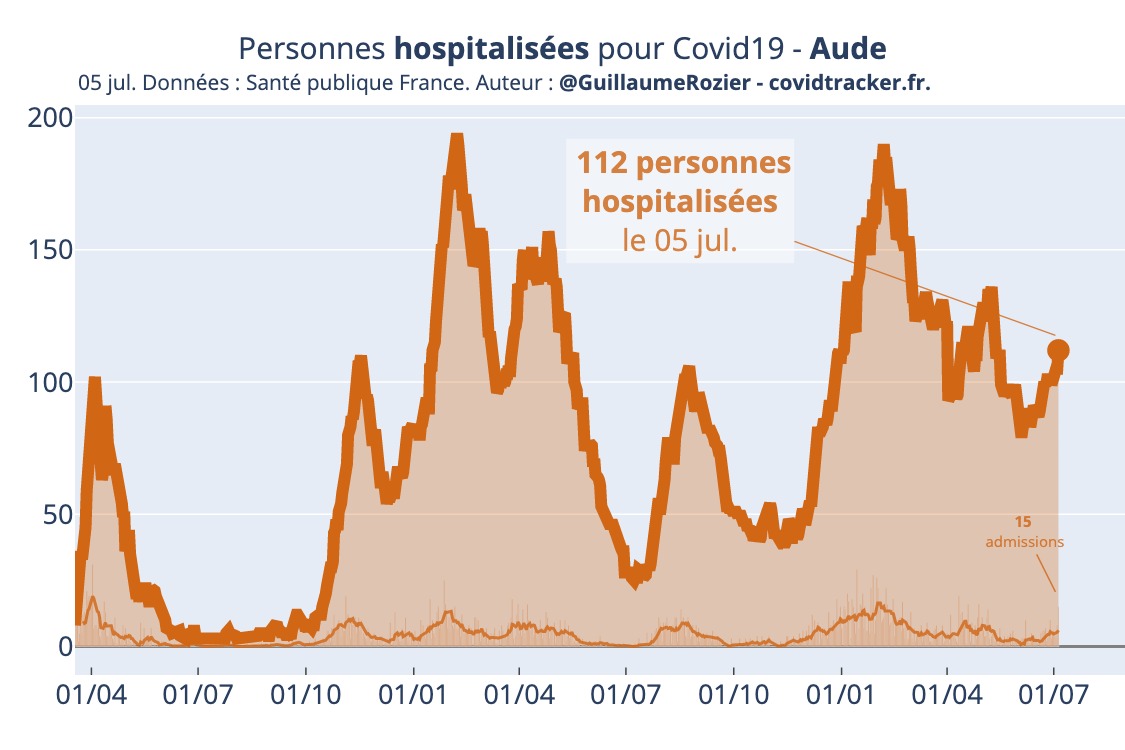 Personnes hospitalisées pour Covid19 - Aude
05 jul. Données : Santé publique France. Auteur : @GuillaumeRozier - covidtracker.fr.
200
112 personnes
hospitalisées
le 05 jul.
150
100
50
15
admissions
0
01/04 01/07 01/10 01/01 01/04 01/07 01/10 01/01 01/04 01/07